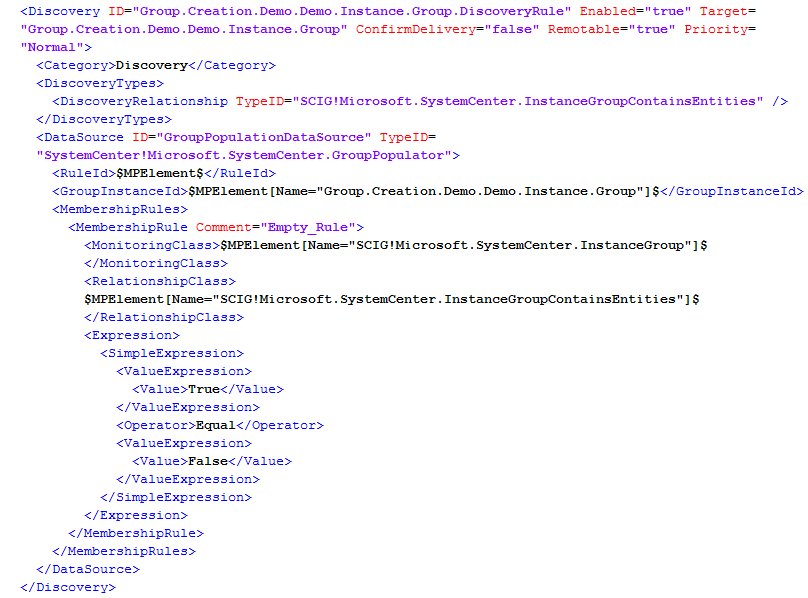 <Discovery ID="Group.Creation.Demo.Demo.Instance.Group.DiscoveryRule" Enabled="true" Target=
"Group.Creation.Demo.Demo.Instance.Group" ConfirmDelivery="false" Remotable="true" Priority=
"Normal">
<Category>Discovery</Category>
<DiscoveryTypes>
<DiscoveryRelationship TypeID="SCIG!Microsoft.SystemCenter.InstanceGroupContainsEntities" />
</DiscoveryTypes>
<DataSource ID="GroupPopulationDataSource" TypeID=
"SystemCenter!Microsoft.SystemCenter.GroupPopulator">
<RuleId>$MPElement$</RuleId>
<GroupInstanceId>$MPElement[Name="Group.Creation.Demo.Demo.Instance.Group"]$</GroupInstanceId>
<MembershipRules>
<MembershipRule Comment="Empty_Rule">
<MonitoringClass>$MPElement[Name="SCIG!Microsoft.SystemCenter.InstanceGroup"]$
</MonitoringClass>
<RelationshipClass>
$MPElement[Name="SCIG!Microsoft.SystemCenter.InstanceGroupContainsEntities"]$
</RelationshipClass>
<Expression>
<SimpleExpression>
<ValueExpression>
<Value>True</Value>
</ValueExpression>
<Operator>Equal</Operator>
<ValueExpression>
<Value>False</Value>
</ValueExpression>
</SimpleExpression>
</Expression>
</MembershipRule>
</MembershipRules>
</DataSource>
</Discovery>